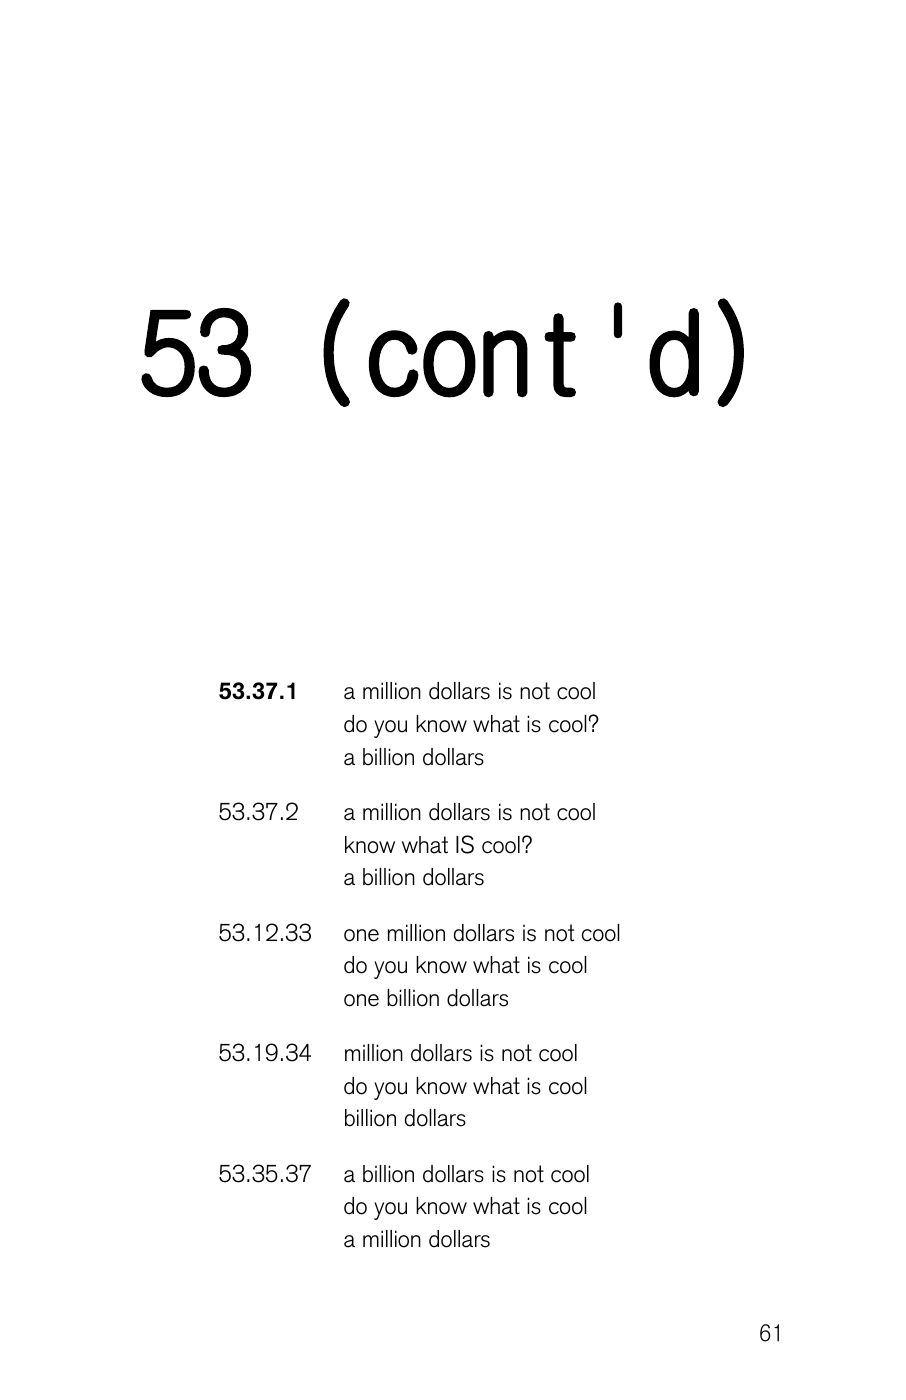 53 (cont'd)
53.37.1 a million dollars is not cool
do you know what is cool?
a billion dollars
53.37.2 a million dollars is not cool
know what IS cool?
a billion dollars
53.12.33 one million dollars is not cool
do you know what is cool
one billion dollars
53.19.34 million dollars is not cool
do you know what is cool
billion dollars
53.35.37 a billion dollars is not cool
do you know what is cool
a million dollars
61